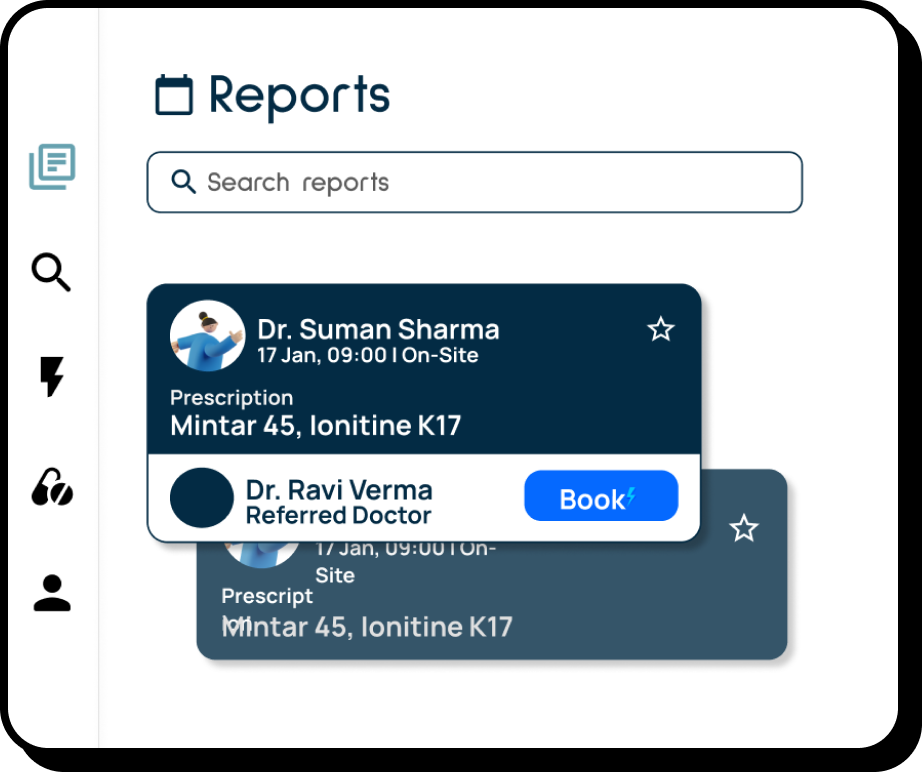 Reports
Search reports
Dr. Suman Sharma
17 Jan, 09:00 | On-Site
Prescription
Mintar 45, Ionitine K17
Dr. Ravi Verma
Referred Doctor
Book
17 Jan, 09:00 | On-
Site
Prescript
ion
Mintar 45, Ionitine K17